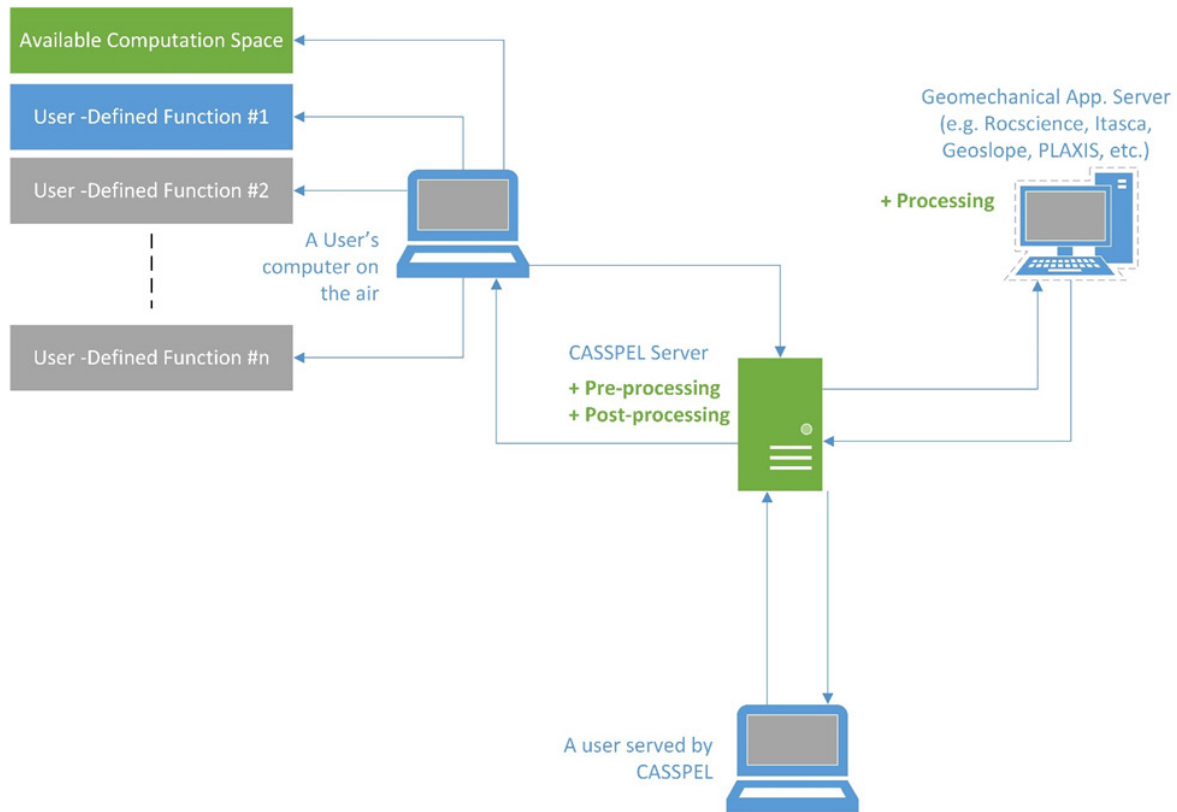 Available Computation Space
User -Defined Function #1
User -Defined Function #2
User -Defined Function #n
A User’s
computer on
the air
Geomechanical App. Server
(e.g. Rocscience, Itasca,
Geoslope, PLAXIS, etc.)
+ Processing
CASSPEL Server
+ Pre-processing
+ Post-processing
A user served by
CASSPEL